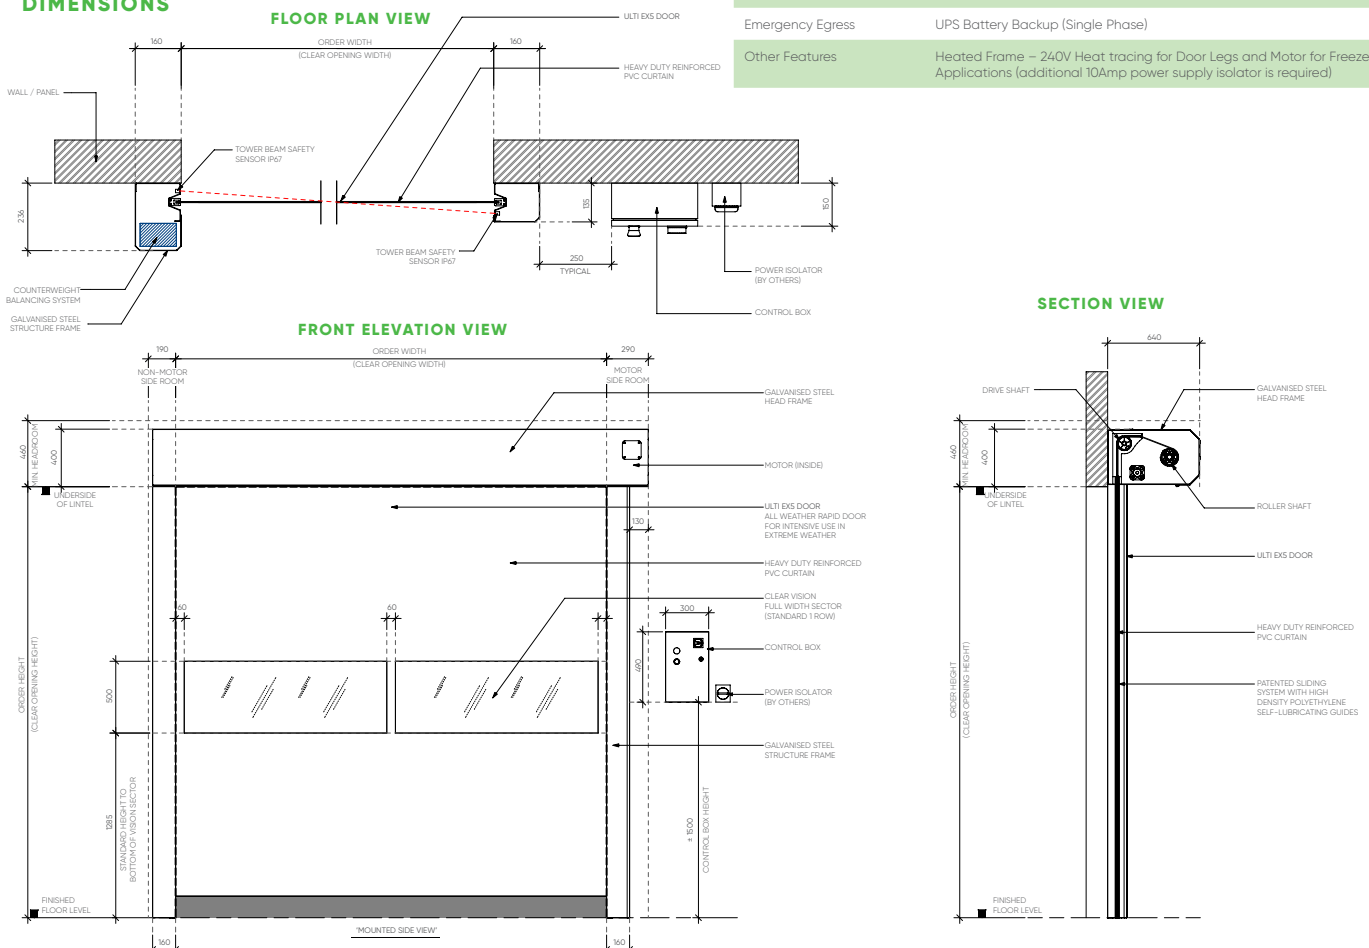 DIMENSIONS
Emergency Egress
UPS Battery Backup (Single Phase)
Other Features
Heated Frame – 240V Heat tracing for Door Legs and Motor for Freeze
Applications (additional 10Amp power supply isolator is required)
FLOOR PLAN VIEW
ULTI EX5 DOOR
160
ORDER WIDTH
(CLEAR OPENING WIDTH)
160
HEAVY DUTY REINFORCED
PVC CURTAIN
WALL / PANEL
TOWER BEAM SAFETY
SENSOR IP67
236
135
150
TOWER BEAM SAFETY
SENSOR IP67
250
TYPICAL
POWER ISOLATOR
(BY OTHERS)
COUNTERWEIGHT
BALANCING SYSTEM
GALVANISED STEEL
STRUCTURE FRAME
CONTROL BOX
FRONT ELEVATION VIEW
190
ORDER WIDTH
(CLEAR OPENING WIDTH)
290
NON-MOTOR
SIDE ROOM
MOTOR
SIDE ROOM
GALVANISED STEEL
HEAD FRAME
460
MIN. HEADROOM
400
MOTOR (INSIDE)
UNDERSIDE
OF LINTEL
ULTI EX5 DOOR
ALL WEATHER RAPID DOOR
FOR INTENSIVE USE IN
EXTREME WEATHER
130
HEAVY DUTY REINFORCED
PVC CURTAIN
60
60
CLEAR VISION
FULL WIDTH SECTOR
(STANDARD 1 ROW)
300
490
CONTROL BOX
ORDER HEIGHT
(CLEAR OPENING HEIGHT)
500
POWER ISOLATOR
(BY OTHERS)
GALVANISED STEEL
STRUCTURE FRAME
1285
STANDARD HEIGHT TO
BOTTOM OF VISION SECTOR
± 1500
CONTROL BOX HEIGHT
FINISHED
FLOOR LEVEL
'MOUNTED SIDE VIEW'
160
160
SECTION VIEW
640
DRIVE SHAFT
GALVANISED STEEL
HEAD FRAME
460
MIN. HEADROOM
400
UNDERSIDE
OF LINTEL
ROLLER SHAFT
ULTI EX5 DOOR
HEAVY DUTY REINFORCED
PVC CURTAIN
ORDER HEIGHT
(CLEAR OPENING HEIGHT)
PATENTED SLIDING
SYSTEM WITH HIGH
DENSITY POLYETHYLENE
SELF-LUBRICATING GUIDES
FINISHED
FLOOR LEVEL